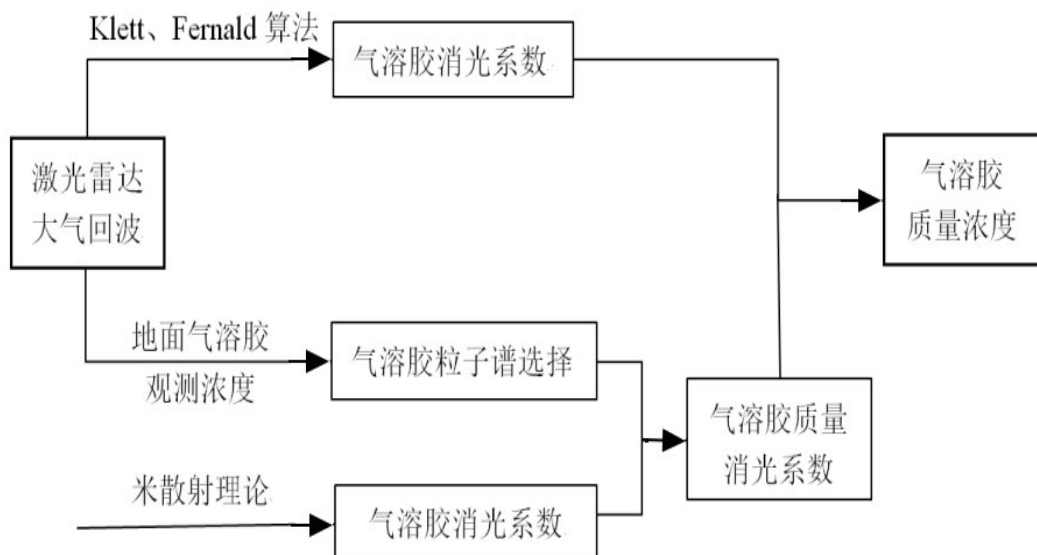 Klett、Fernald 算法
气溶胶消光系数
激光雷达
大气回波
气溶胶
质量浓度
地面气溶胶
观测浓度
气溶胶粒子谱选择
气溶胶质量
消光系数
米散射理论
气溶胶消光系数